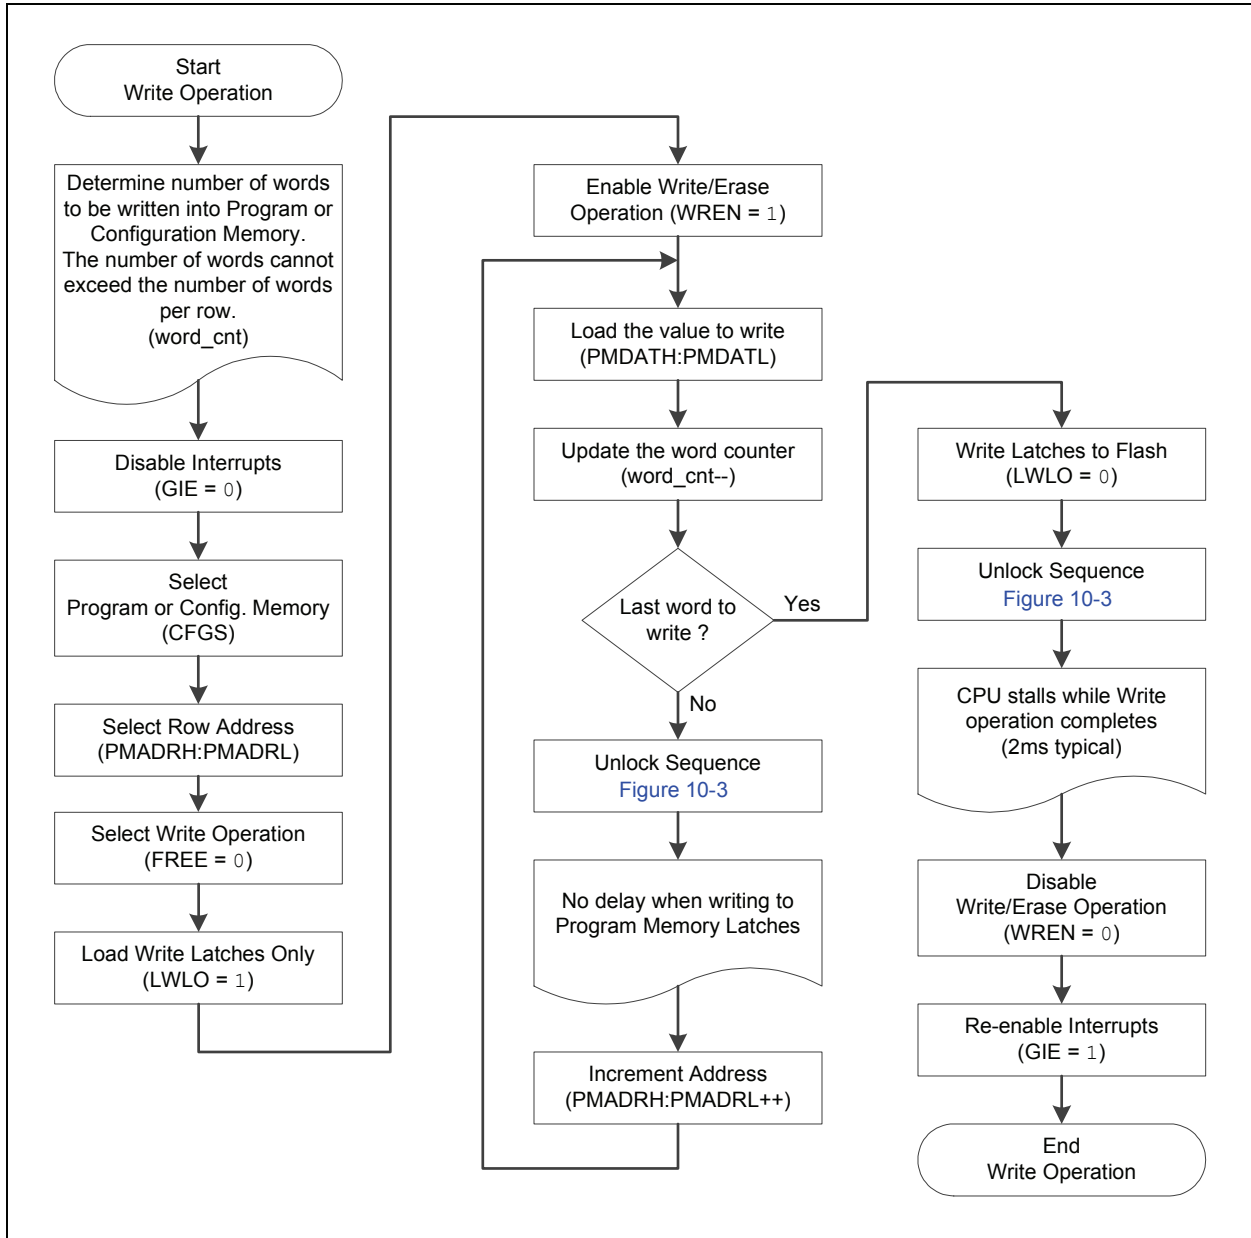 Start
Write Operation
Determine number of words
to be written into Program or
Configuration Memory.
The number of words cannot
exceed the number of words
per row.
(word_cnt)
Disable Interrupts
(GIE = 0)
Select
Program or Config. Memory
(CFGS)
Select Row Address
(PMADRH:PMADRL)
Select Write Operation
(FREE = 0)
Load Write Latches Only
(LWLO = 1)
Enable Write/Erase
Operation (WREN = 1)
Load the value to write
(PMDATH:PMDATL)
Update the word counter
(word_cnt--)
Last word to
write ?
Yes
No
Unlock Sequence
Figure 10-3
No delay when writing to
Program Memory Latches
Increment Address
(PMADRH:PMADRL++)
Write Latches to Flash
(LWLO = 0)
Unlock Sequence
Figure 10-3
CPU stalls while Write
operation completes
(2ms typical)
Disable
Write/Erase Operation
(WREN = 0)
Re-enable Interrupts
(GIE = 1)
End
Write Operation